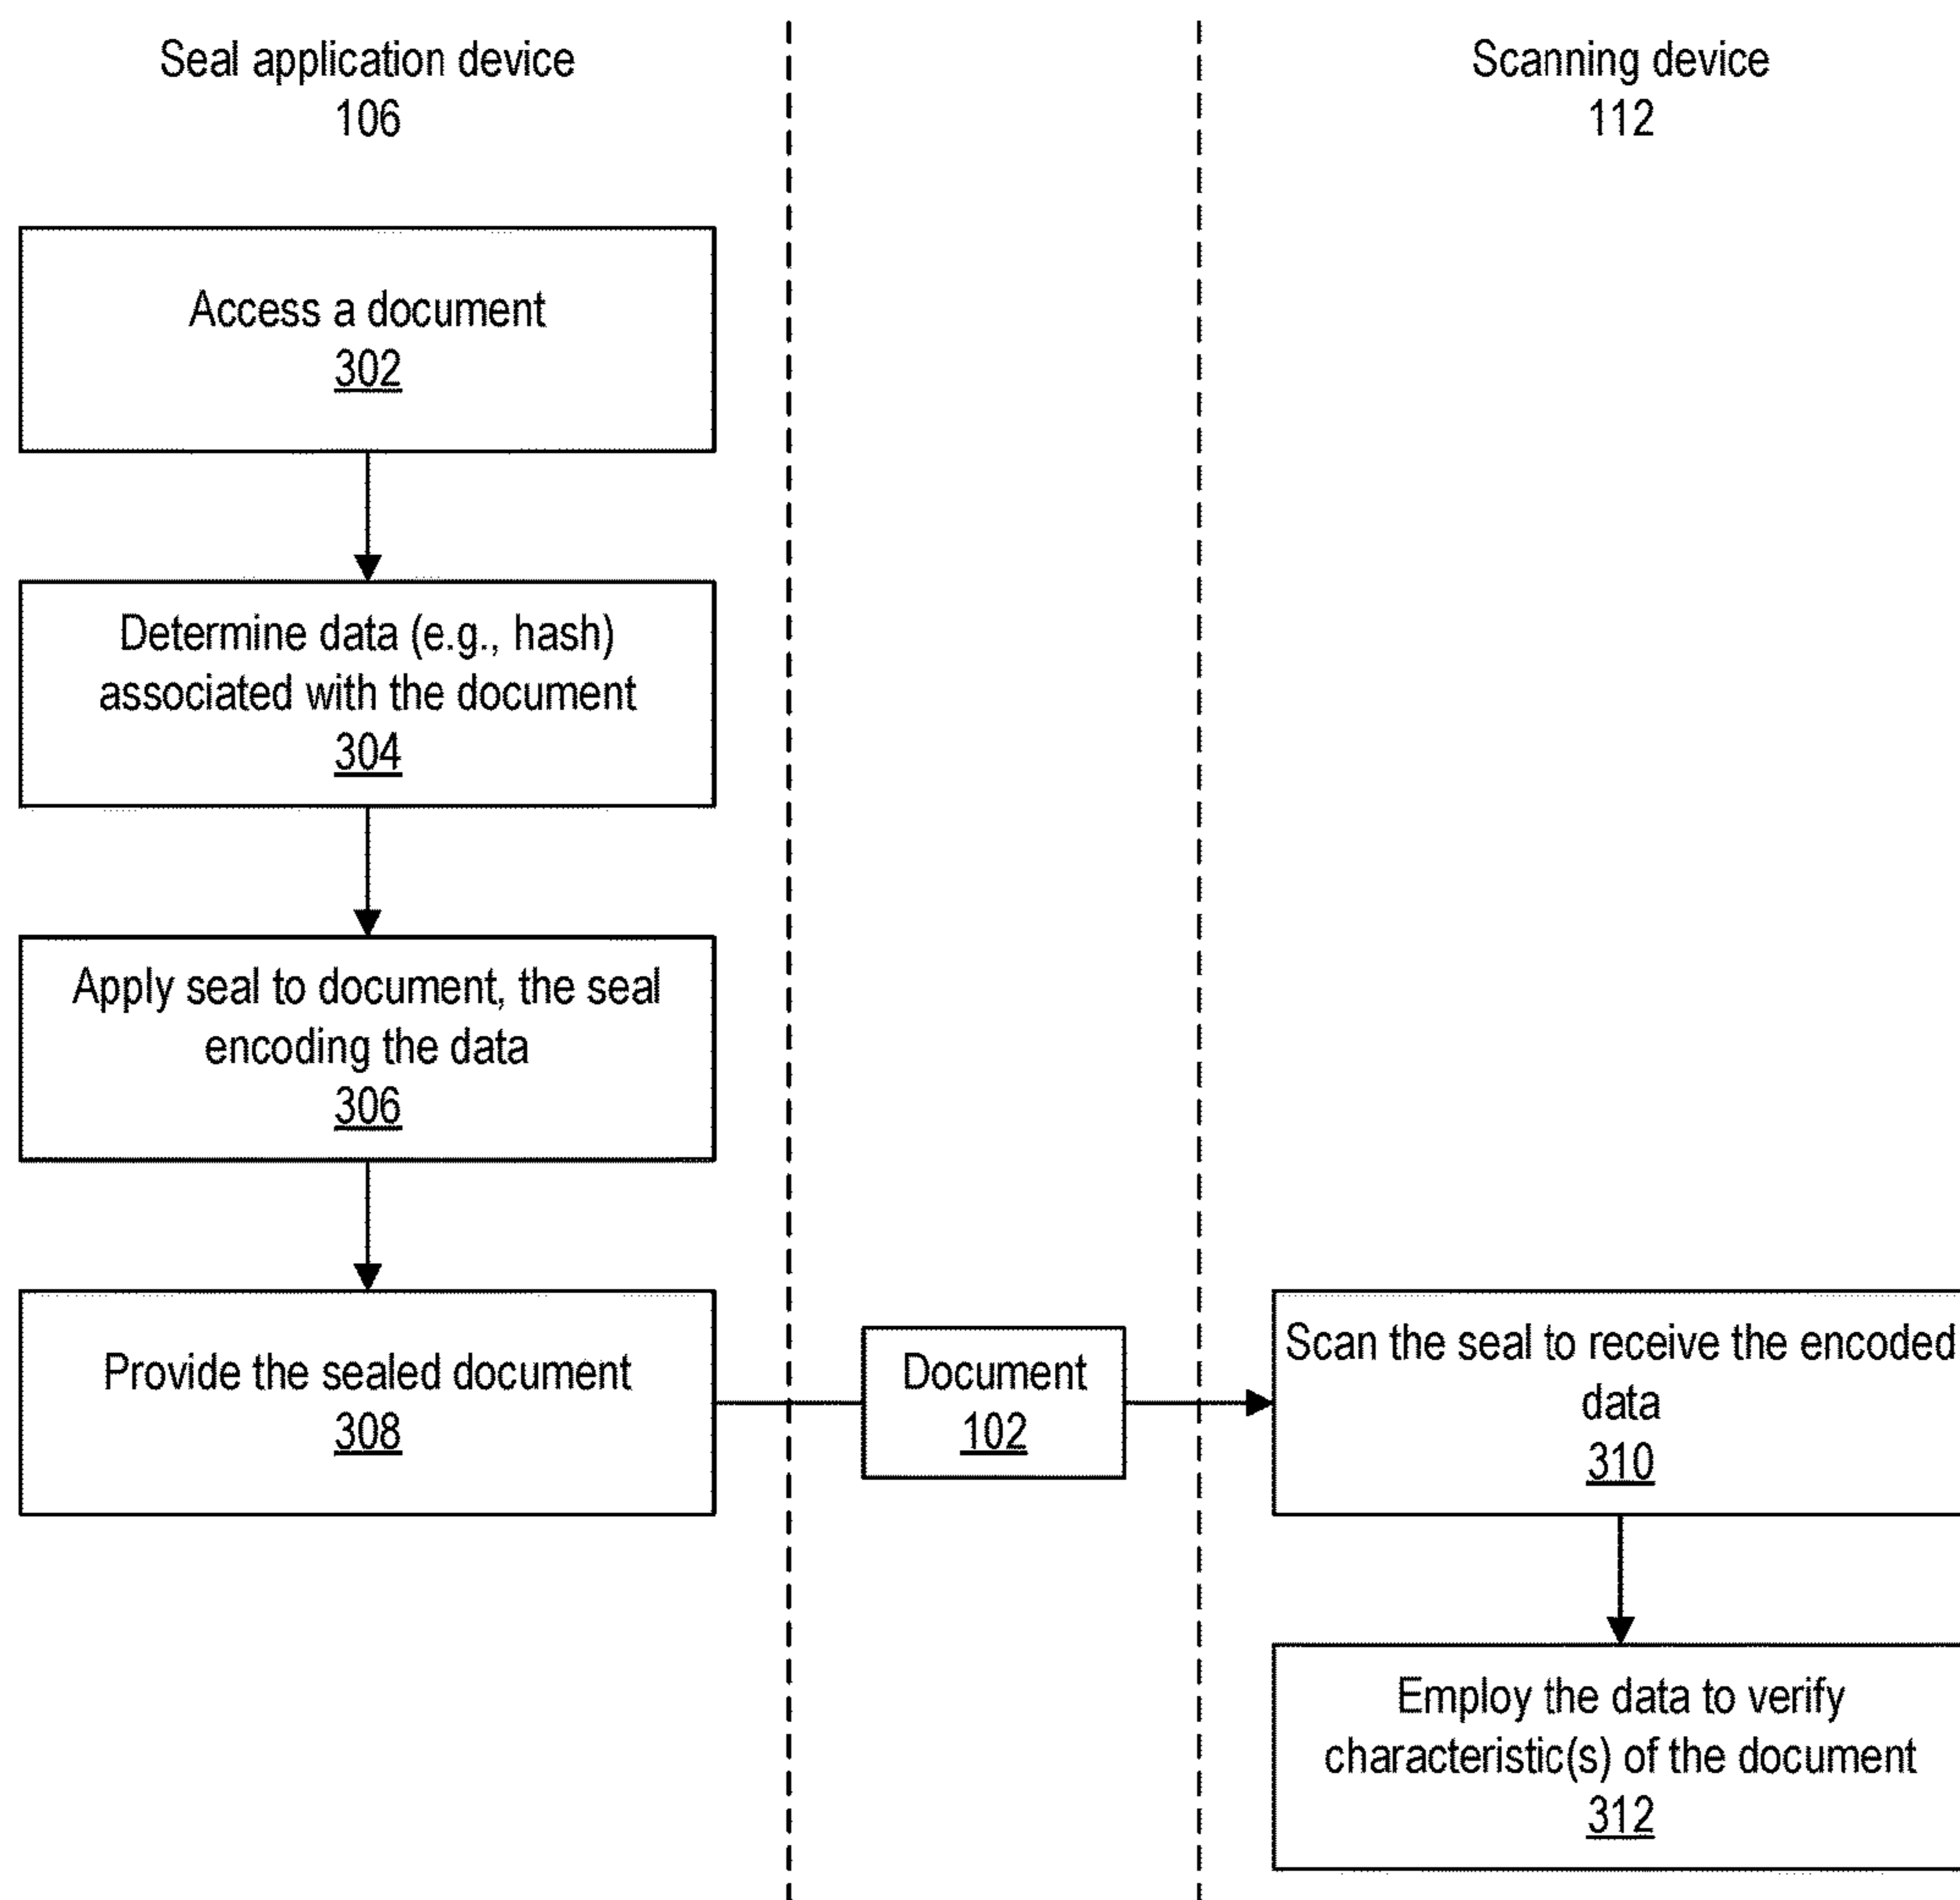 Seal application device
106
Scanning device
112
Access a document
302
Determine data (e.g., hash)
associated with the document
304
Apply seal to document, the seal
encoding the data
306
Provide the sealed document
308
Document
102
Scan the seal to receive the encoded
data
310
Employ the data to verify
characteristic(s) of the document
312